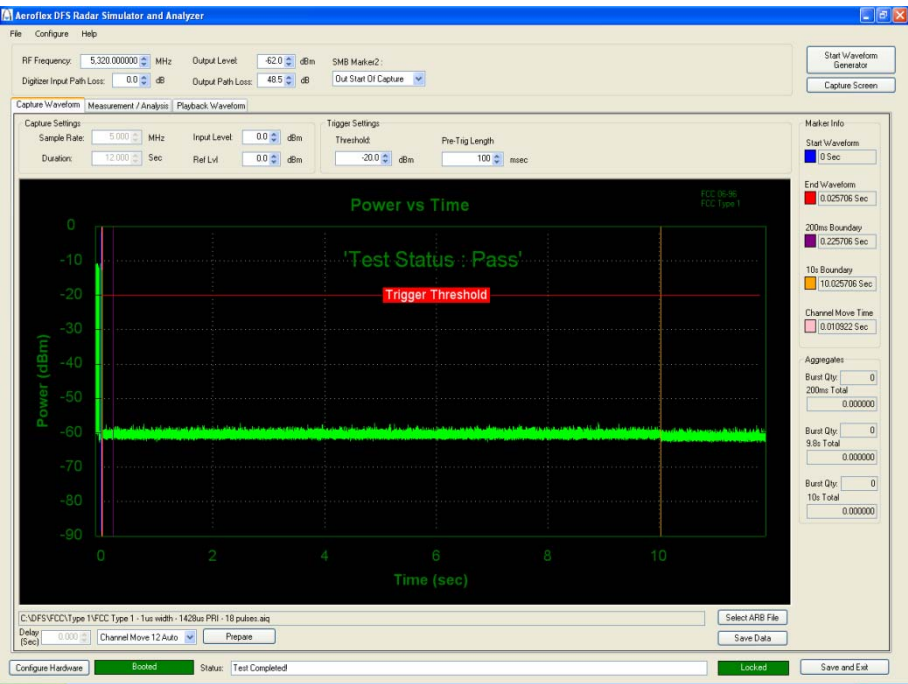 Aeroflex DFS Radar Simulator and Analyzer
File Configure Help
RF Frequency: 5,320.000000 MHz Output Level: -62.0 dBm SMB Marker2 :
Digitizer Input Path Loss: 0.0 dB Output Path Loss: 48.5 dB Out Start Of Capture
Start Waveform Generator
Capture Screen
Capture Waveform Measurement / Analysis Playback Waveform
Capture Settings
Sample Rate: 5.000 MHz Input Level: 0.0 dBm
Duration: 12.000 Sec Ref Lvl 0.0 dBm
Trigger Settings
Threshold: Pre-Trig Length
-20.0 dBm 100 msec
Marker Info
Start Waveform
0 Sec
End Waveform
0.025706 Sec
200ms Boundary
0.225706 Sec
10s Boundary
10.025706 Sec
Channel Move Time
0.010922 Sec
Aggregates
Burst Qty: 0
200ms Total
0.000000
Burst Qty: 0
9.8s Total
0.000000
Burst Qty: 0
10s Total
0.000000
Power vs Time
FCC 06-96
FCC Type 1
'Test Status : Pass'
Trigger Threshold
Power (dBm)
0
-10
-20
-30
-40
-50
-60
-70
-80
-90
0 2 4 6 8 10
Time (sec)
C:\DFS\FCC\Type 1\FCC Type 1 - 1us width - 1428us PRI - 18 pulses.aiq
Select ARB File
Delay (Sec) 0.000 Channel Move 12 Auto Prepare
Save Data
Configure Hardware Booted Status: Test Completed! Locked Save and Exit